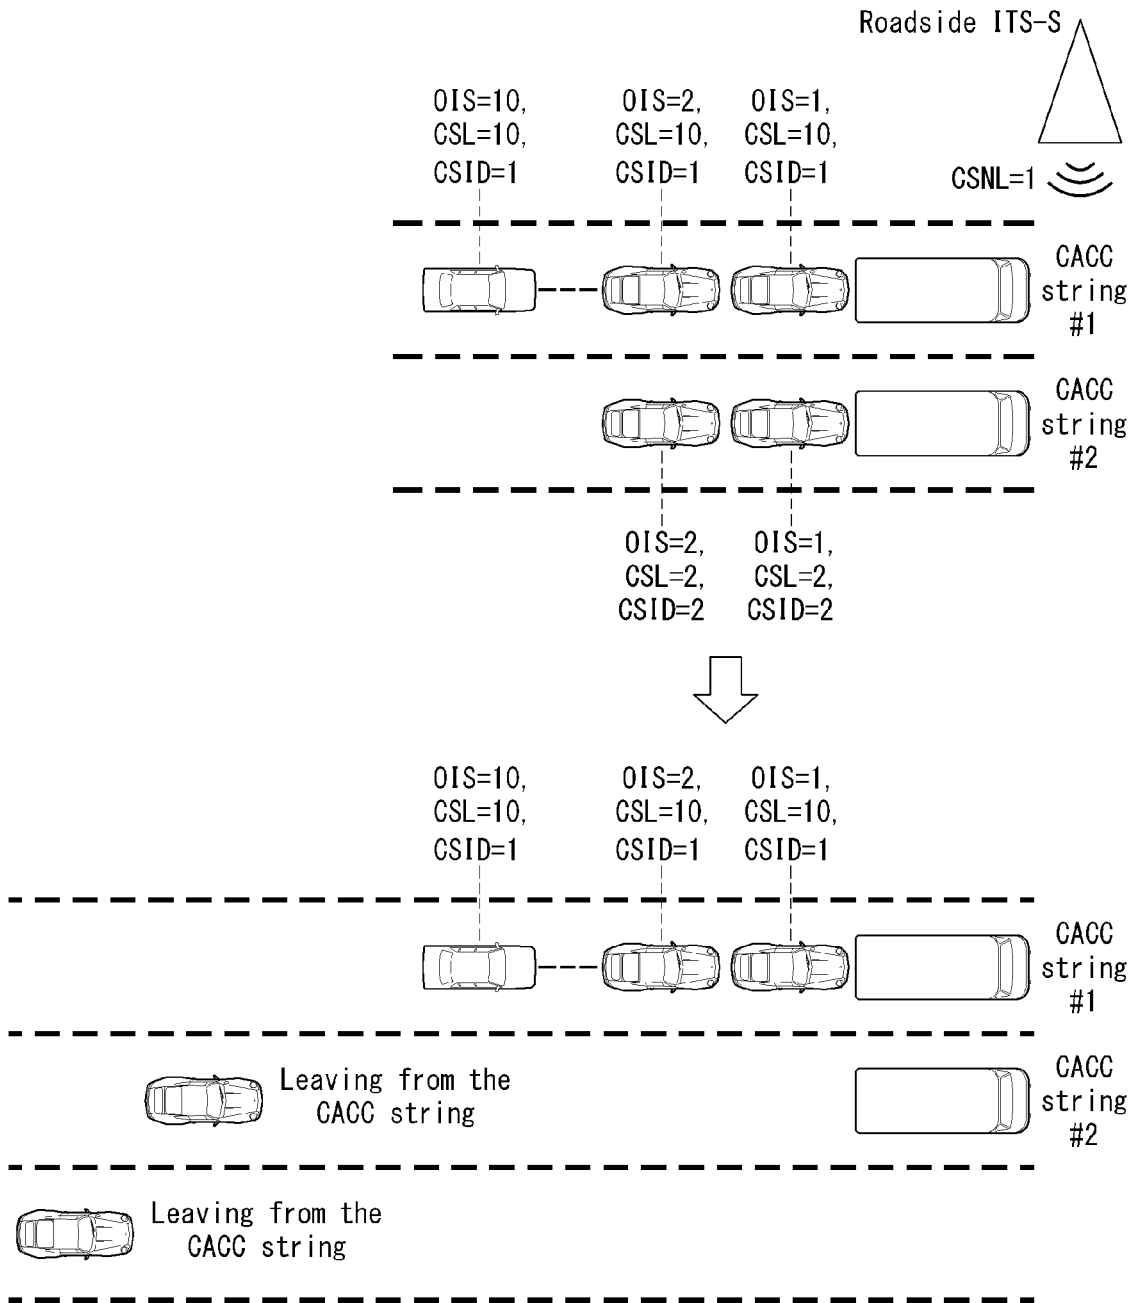 Roadside ITS-S
OIS=10,
CSL=10,
CSID=1
OIS=2,
CSL=10,
CSID=1
OIS=1,
CSL=10,
CSID=1
CSNL=1
CACC
string
#1
CACC
string
#2
OIS=2,
CSL=2,
CSID=2
OIS=1,
CSL=2,
CSID=2
OIS=10,
CSL=10,
CSID=1
OIS=2,
CSL=10,
CSID=1
OIS=1,
CSL=10,
CSID=1
CACC
string
#1
Leaving from the
CACC string
CACC
string
#2
Leaving from the
CACC string